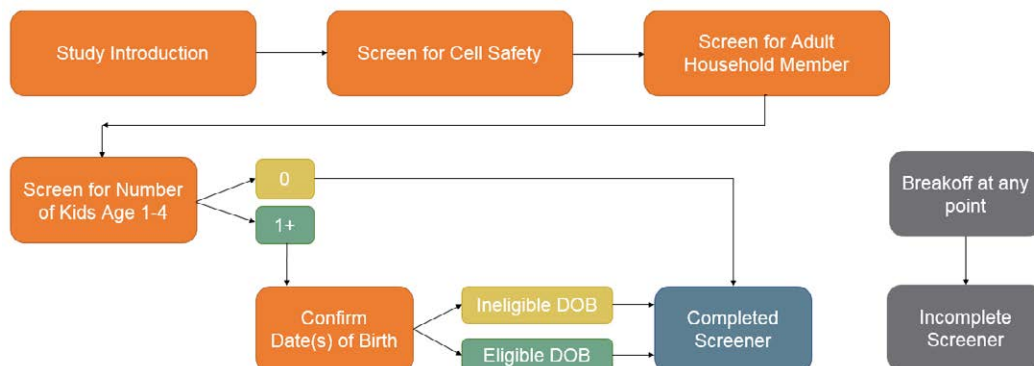 Study Introduction
Screen for Cell Safety
Screen for Adult
Household Member
Screen for Number
of Kids Age 1-4
0
1+
Breakoff at any
point
Confirm
Date(s) of Birth
Ineligible DOB
Eligible DOB
Completed
Screener
Incomplete
Screener